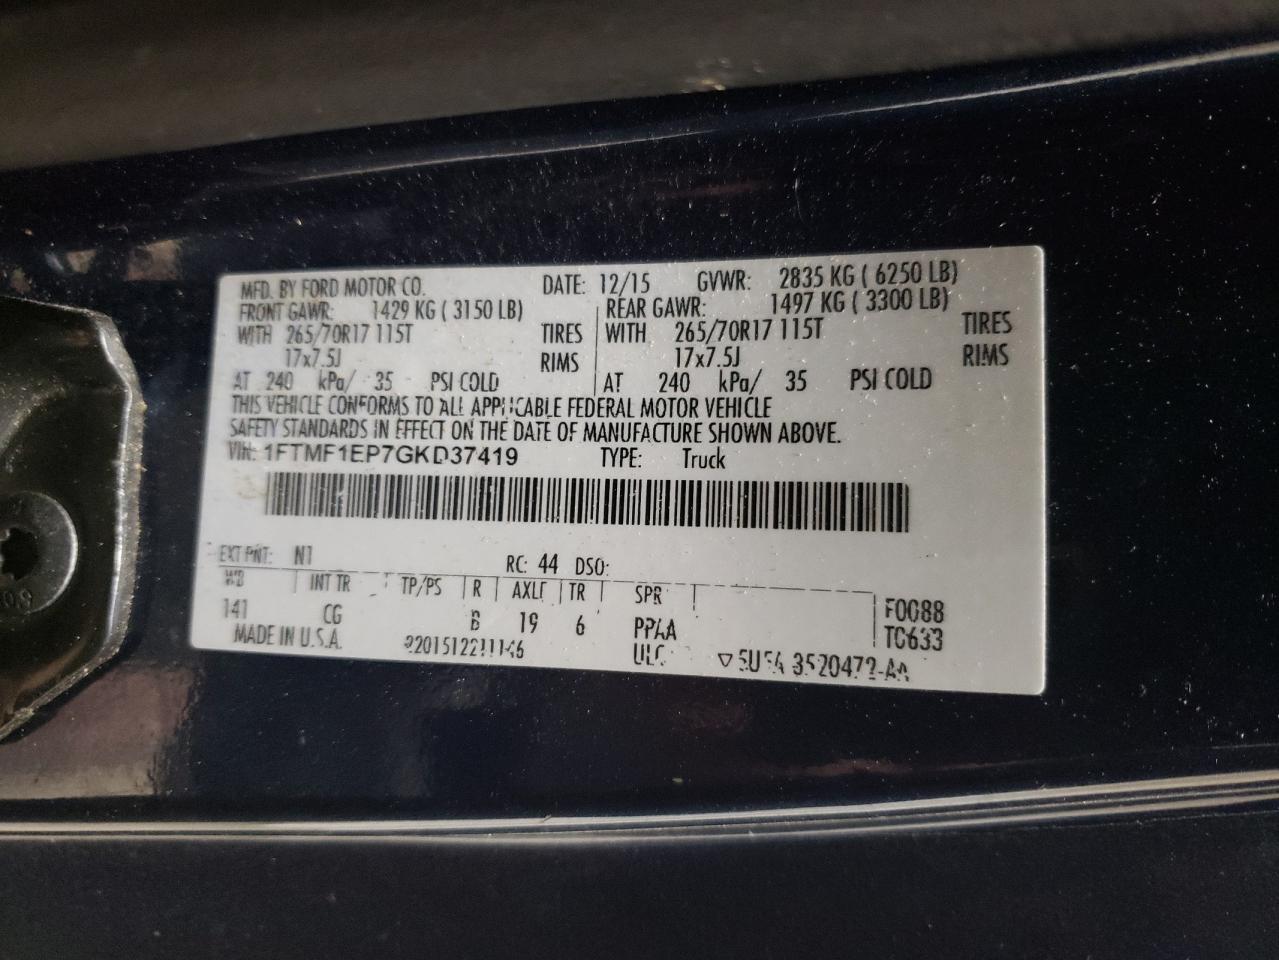 MFD. BY FORD MOTOR CO. DATE: 12/15 GVWR: 2835 KG ( 6250 LB)
FRONT GAWR: 1429 KG ( 3150 LB) REAR GAWR: 1497 KG ( 3300 LB)
WITH 265/70R17 115T TIRES WITH 265/70R17 115T TIRES
17x7.5J RIMS 17x7.5J RIMS
AT 240 kPa/ 35 PSI COLD AT 240 kPa/ 35 PSI COLD
THIS VEHICLE CONFORMS TO ALL APPLICABLE FEDERAL MOTOR VEHICLE
SAFETY STANDARDS IN EFFECT ON THE DATE OF MANUFACTURE SHOWN ABOVE.
VIN: 1FTMF1EP7GKD37419 TYPE: Truck
EXT PNT: N1 RC: 44 DSO:
WB INT TR TP/PS R AXLE TR SPR
141 CG B 19 6 F0088
MADE IN U.S.A. TC633